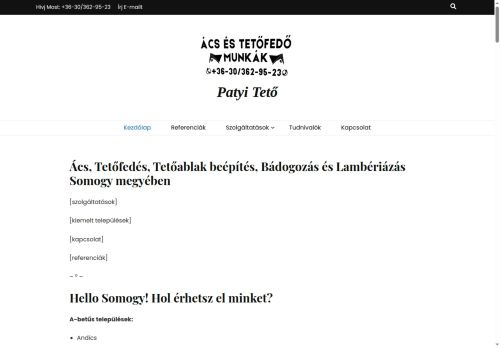 Hívj Most: +36-30/362-95-23 Írj E-mailt
ÁCS ÉS TETŐFEDŐ
MUNKÁK
+36-30/362-95-23
Patyi Tető
Kezdőlap Referenciák Szolgáltatások Tudnivalók Kapcsolat
Ács, Tetőfedés, Tetőablak beépítés, Bádogozás és Lambériázás
Somogy megyében
[szolgáltatások]
[kiemelt települések]
[kapcsolat]
[referenciák]
– ° –
Hello Somogy! Hol érhetsz el minket?
A-betűs települések:
• Andics